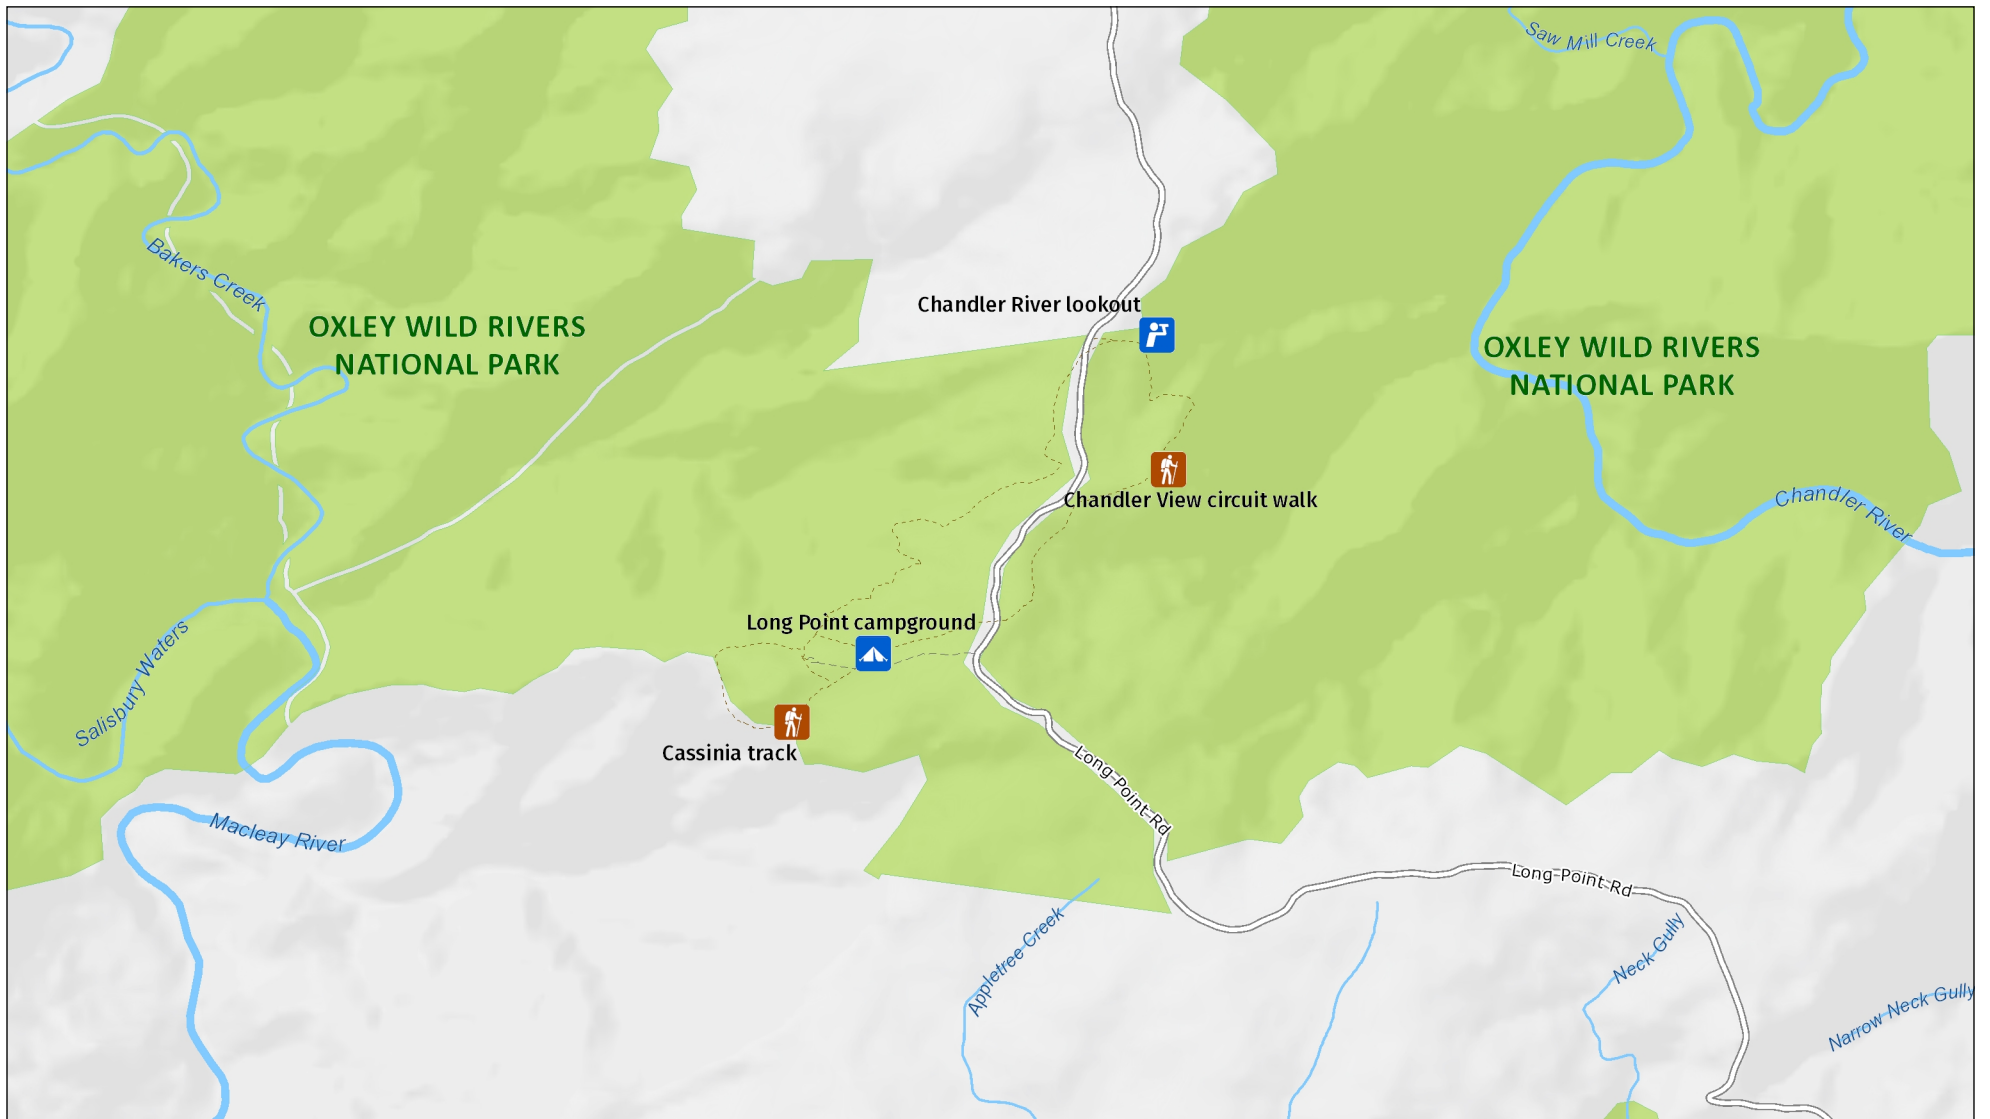 Saw Mill Creek
Bakers Creek
Chandler River lookout
OXLEY WILD RIVERS
NATIONAL PARK
OXLEY WILD RIVERS
NATIONAL PARK
Chandler View circuit walk
Chandler River
Long Point campground
Salisbury Waters
Cassinia track
Long Point Rd
Macleay River
Long Point Rd
Appletree Creek
Neck Gully
Narrow Neck Gully